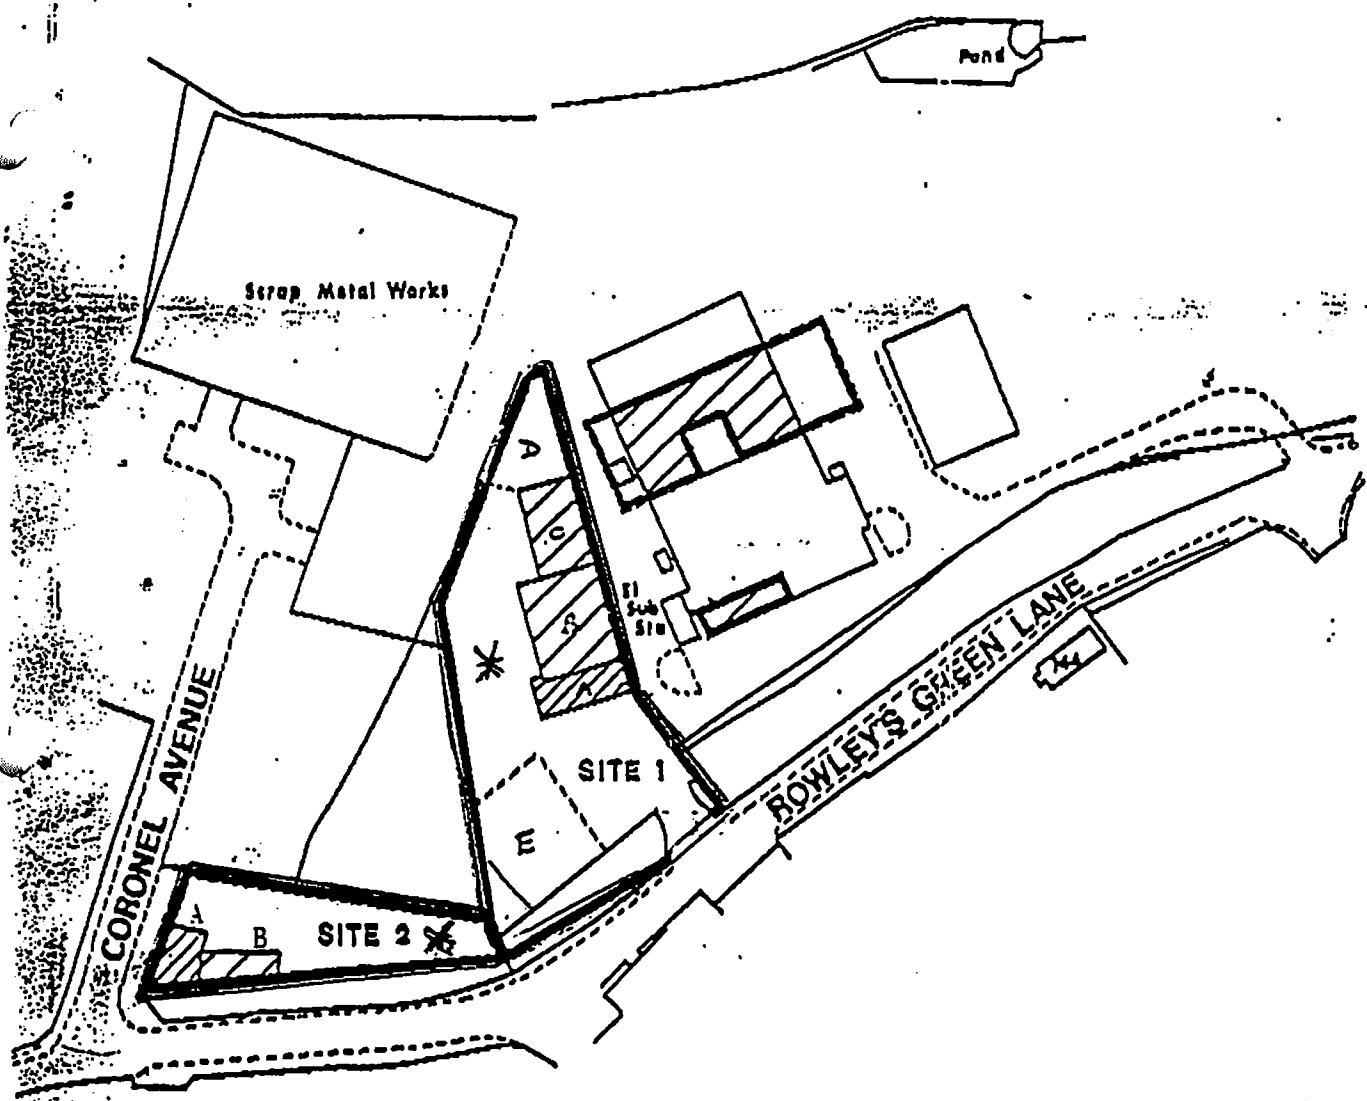 Pond
Scrap Metal Works
A
C
El
Sub
Sta
B
A
SITE 1
E
CORONEL AVENUE
ROWLEY'S GREEN LANE
A
B
SITE 2